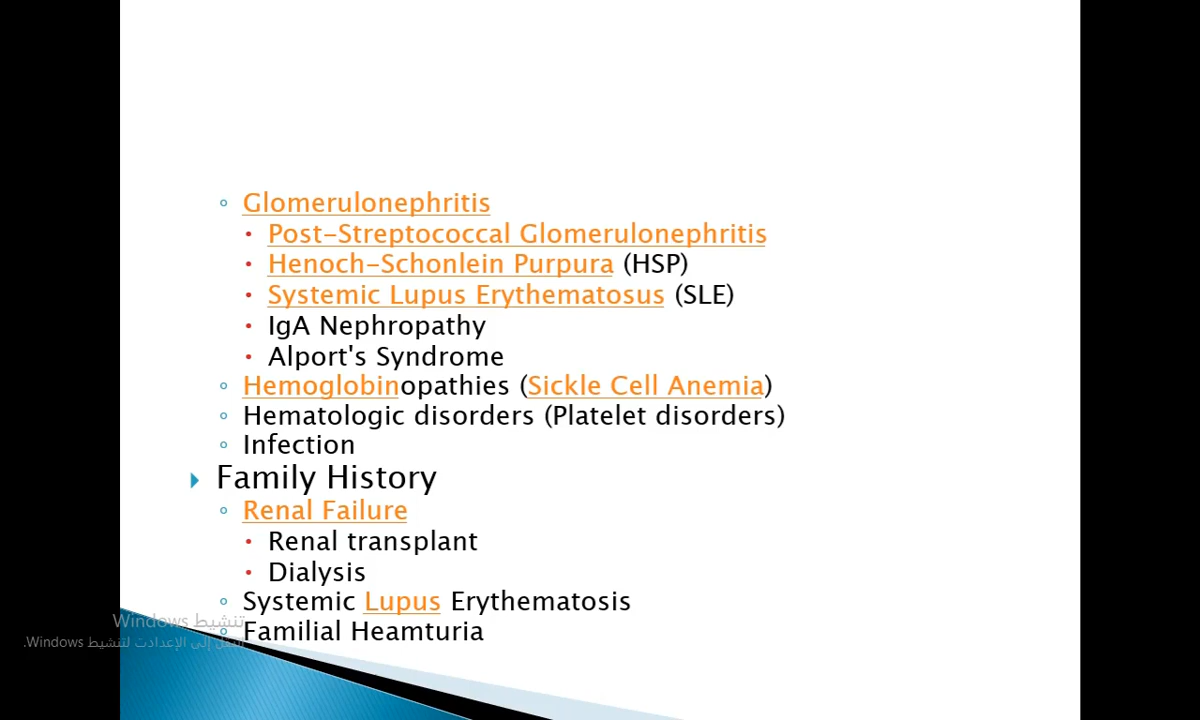 Glomerulonephritis
Post-Streptococcal Glomerulonephritis
Henoch-Schonlein Purpura (HSP)
Systemic Lupus Erythematosus (SLE)
IgA Nephropathy
Alport's Syndrome
Hemoglobinopathies (Sickle Cell Anemia)
Hematologic disorders (Platelet disorders)
Infection
Family History
Renal Failure
Renal transplant
Dialysis
Systemic Lupus Erythematosis
Familial Heamturia
تنشيط Windows
انتقل إلى الإعدادت لتنشيط Windows.